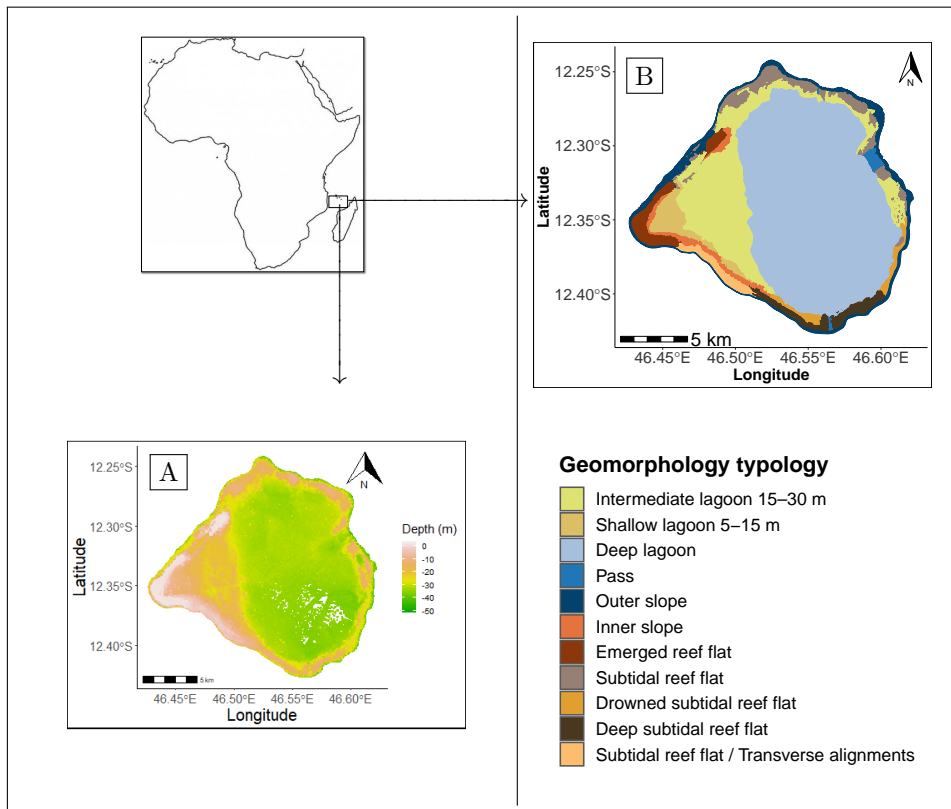 B
N
12.25°S
12.30°S
12.35°S
12.40°S
Latitude
5 km
46.45°E 46.50°E 46.55°E 46.60°E
Longitude
A
N
12.25°S
12.30°S
12.35°S
12.40°S
Latitude
Depth (m)
0
-10
-20
-30
-40
-50
5 km
46.45°E 46.50°E 46.55°E 46.60°E
Longitude
Geomorphology typology
Intermediate lagoon 15–30 m
Shallow lagoon 5–15 m
Deep lagoon
Pass
Outer slope
Inner slope
Emerged reef flat
Subtidal reef flat
Drowned subtidal reef flat
Deep subtidal reef flat
Subtidal reef flat / Transverse alignments